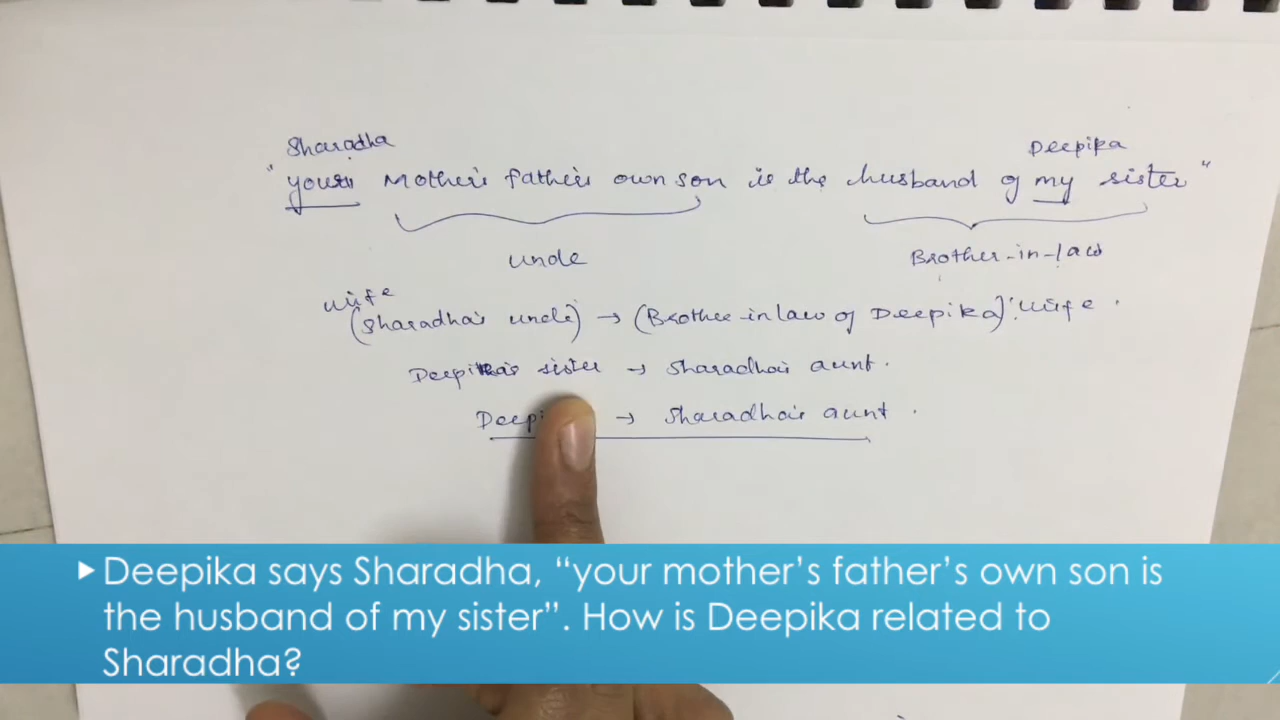 Sharadha Deepika
"your Mother's father's own son is the husband of my sister"
uncle Brother-in-law
wife
(Sharadha's uncle) → (Brother-in law of Deepika)'s wife.
sister → Sharadha's aunt.
→ Sharadha's aunt.
Deepika says Sharadha, “your mother’s father’s own son is
the husband of my sister”. How is Deepika related to
Sharadha?